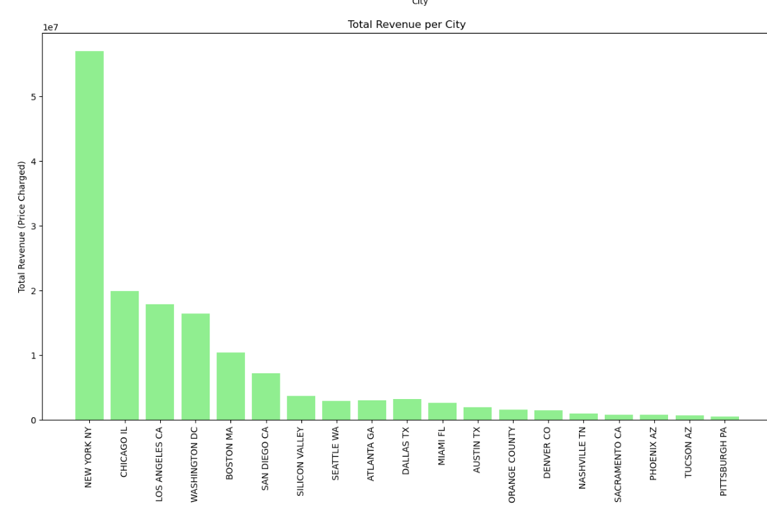 City
Total Revenue per City
1e7
Total Revenue (Price Charged)
5
4
3
2
1
0
NEW YORK NY
CHICAGO IL
LOS ANGELES CA
WASHINGTON DC
BOSTON MA
SAN DIEGO CA
SILICON VALLEY
SEATTLE WA
ATLANTA GA
DALLAS TX
MIAMI FL
AUSTIN TX
ORANGE COUNTY
DENVER CO
NASHVILLE TN
SACRAMENTO CA
PHOENIX AZ
TUCSON AZ
PITTSBURGH PA